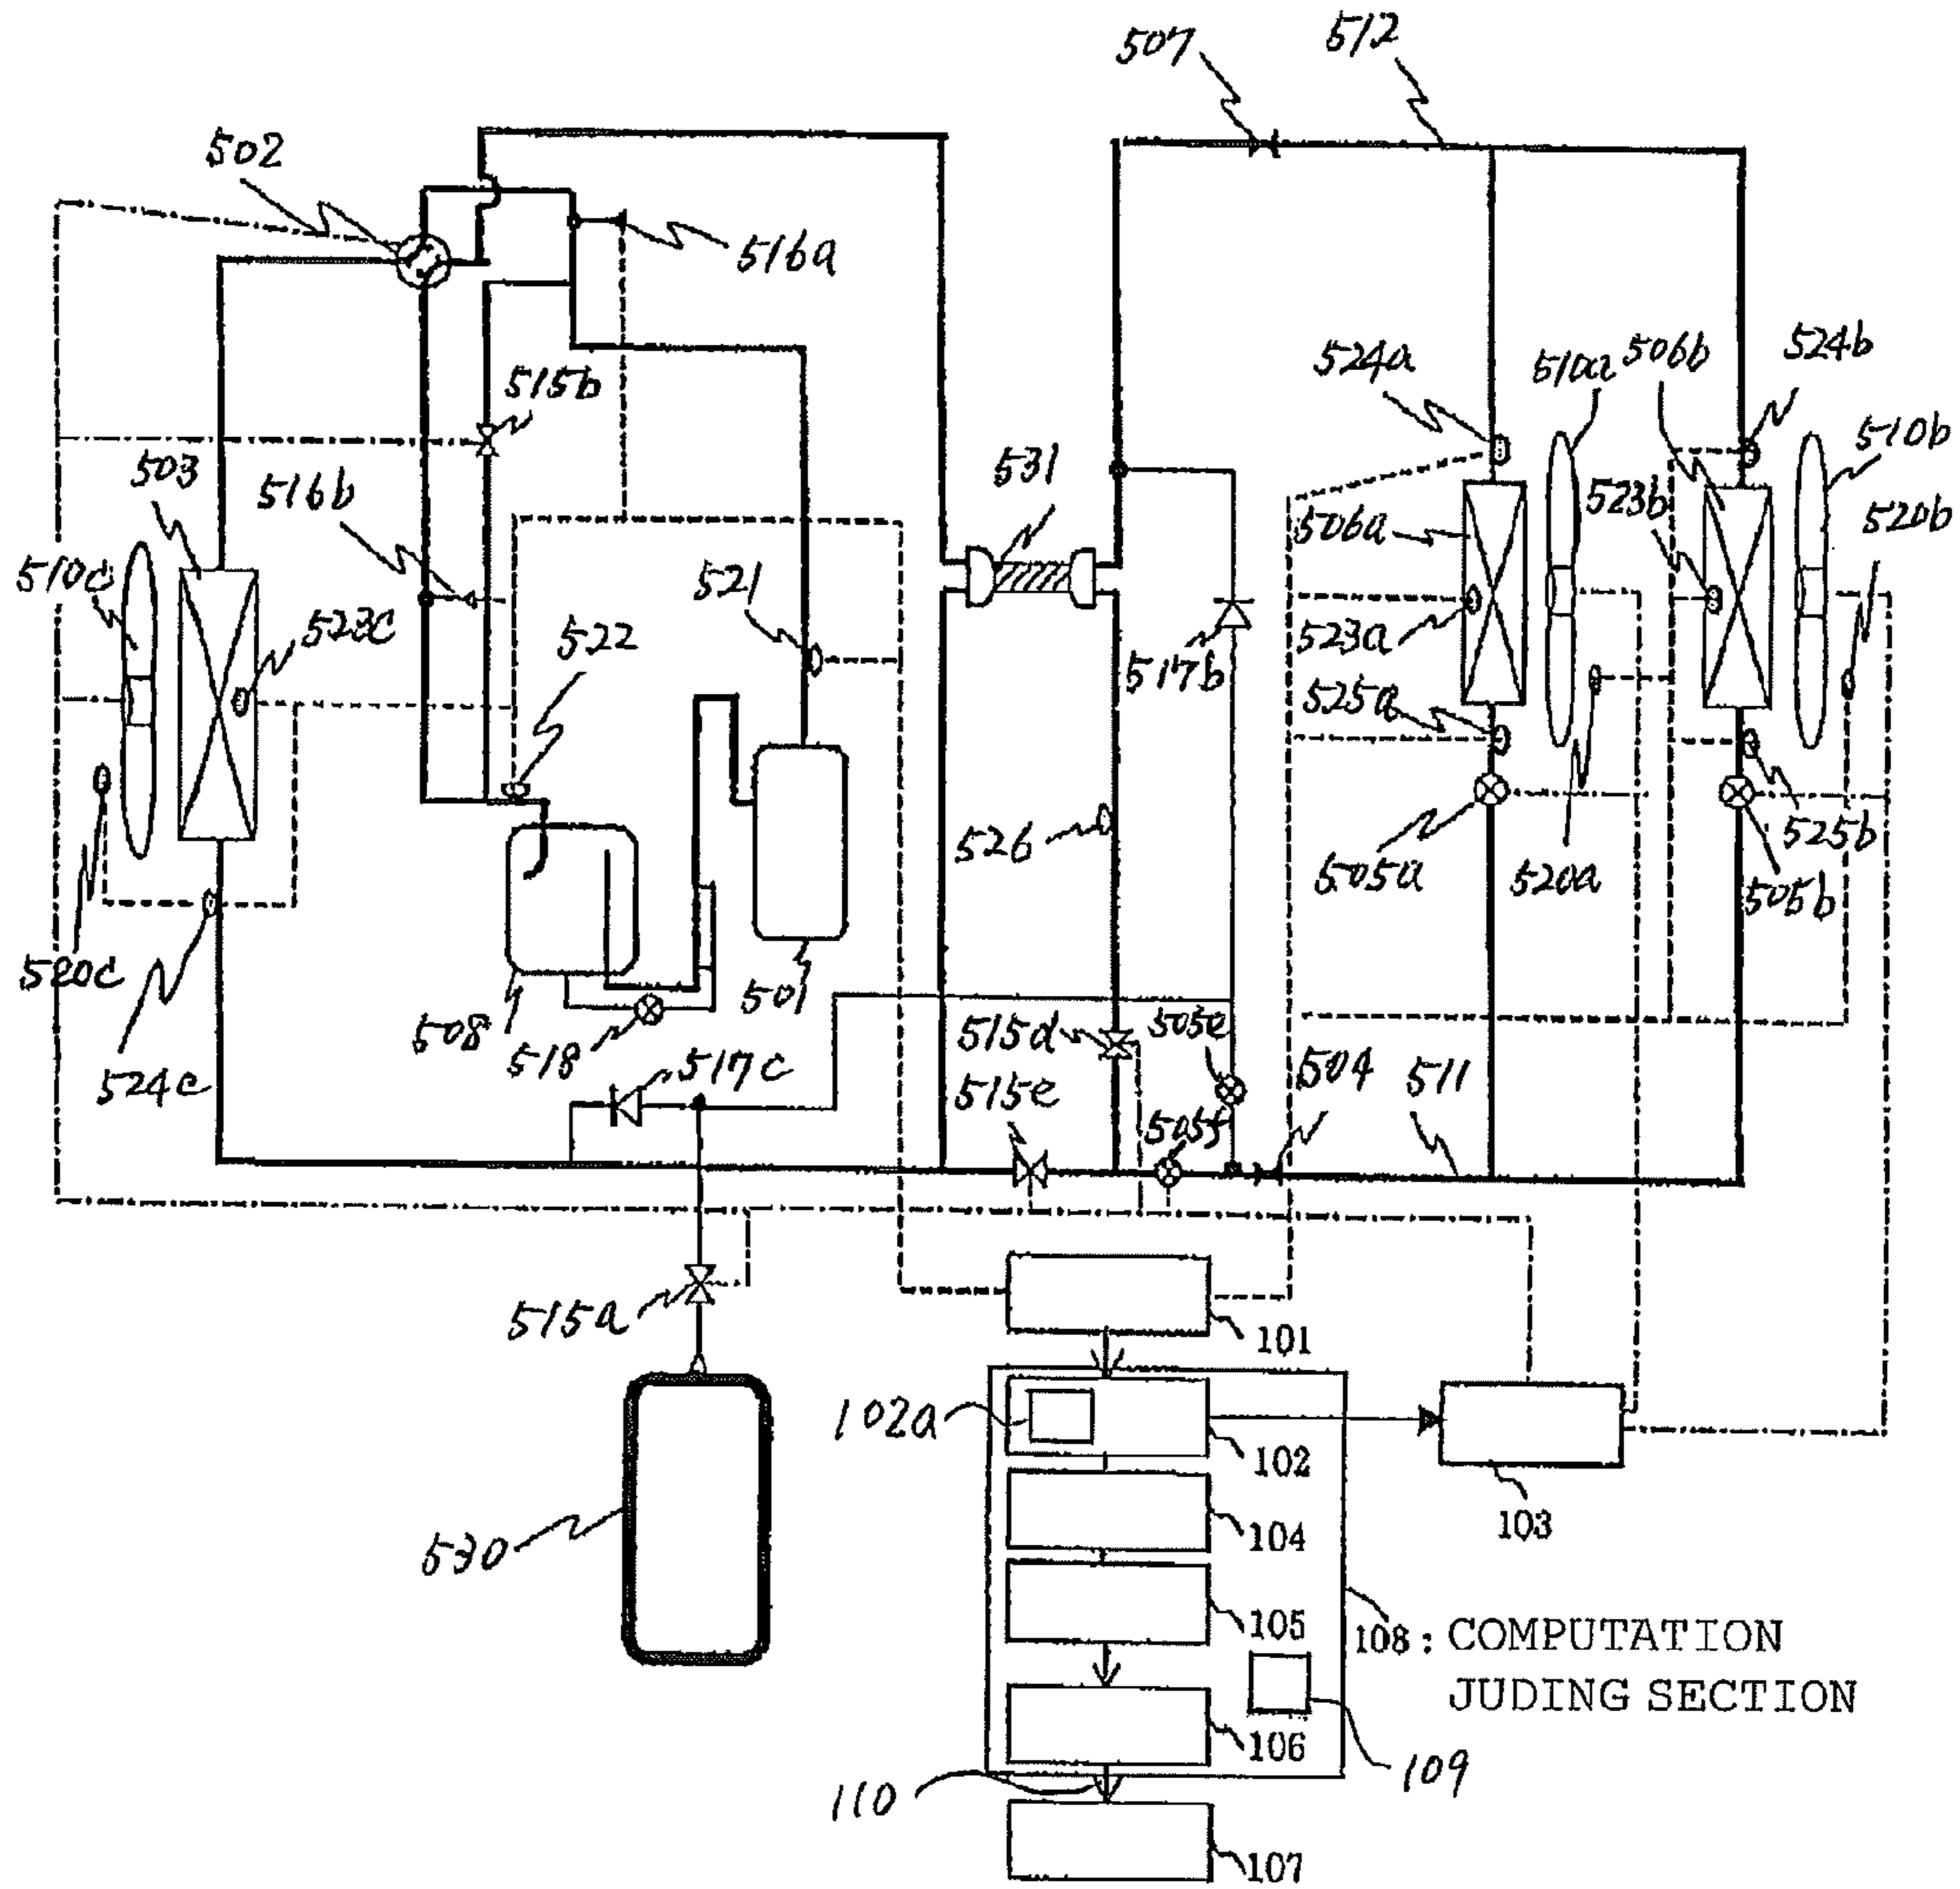 507
512
502
516a
524a
510a
506b
524b
515b
510b
503
516b
531
523b
520b
506a
510c
521
523c
522
523a
517b
525a
526
525b
505a
520a
505b
520c
501
508
518
515d
505e
524c
517c
504
511
515e
505f
515a
101
102a
102
103
530
104
105
108: COMPUTATION
JUDING SECTION
106
109
110
107